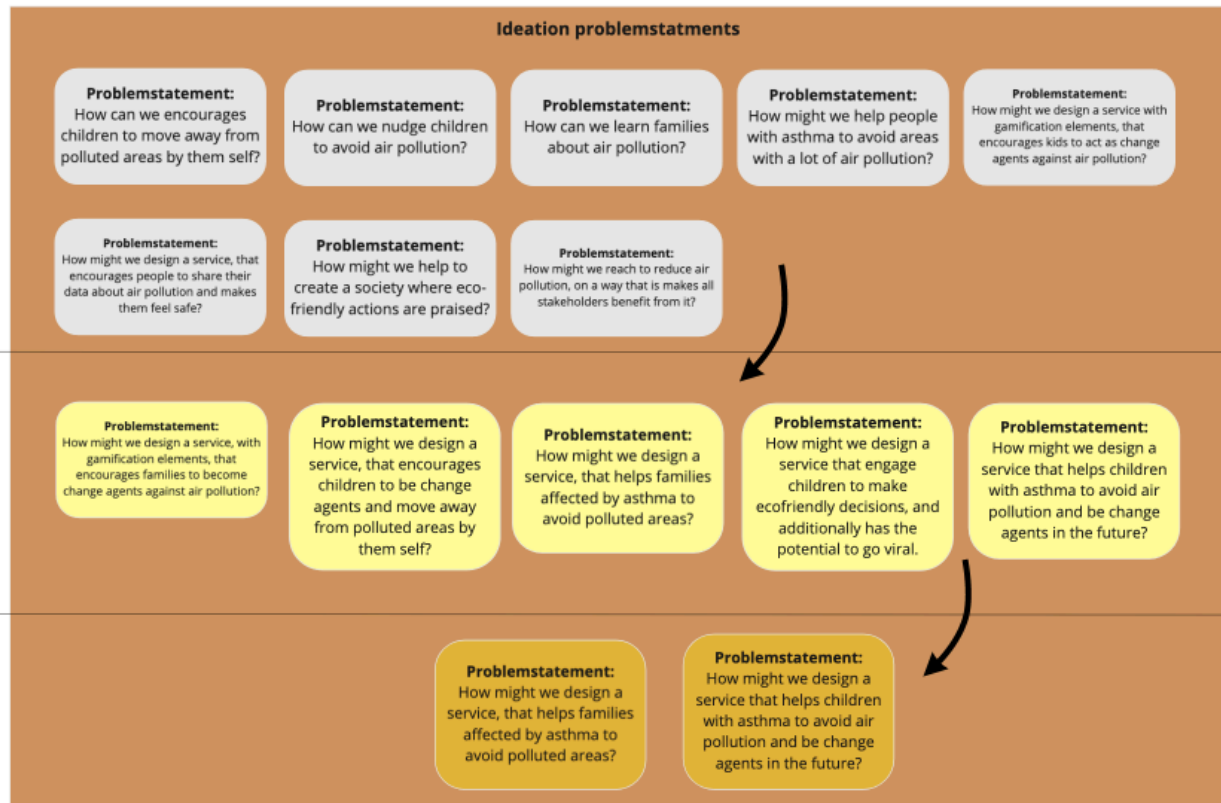 Ideation problemstatments
Problemstatement:
How can we encourages
children to move away from
polluted areas by them self?
Problemstatement:
How can we nudge children
to avoid air pollution?
Problemstatement:
How can we learn families
about air pollution?
Problemstatement:
How might we help people
with asthma to avoid areas
with a lot of air pollution?
Problemstatement:
How might we design a service with
gamification elements, that
encourages kids to act as change
agents against air pollution?
Problemstatement:
How might we design a service, that
encourages people to share their
data about air pollution and makes
them feel safe?
Problemstatement:
How might we help to
create a society where eco-
friendly actions are praised?
Problemstatement:
How might we reach to reduce air
pollution, on a way that is makes all
stakeholders benefit from it?
Problemstatement:
How might we design a service, with
gamification elements, that
encourages families to become
change agents against air pollution?
Problemstatement:
How might we design a
service, that encourages
children to be change
agents and move away
from polluted areas by
them self?
Problemstatement:
How might we design a
service, that helps families
affected by asthma to
avoid polluted areas?
Problemstatement:
How might we design a
service that engage
children to make
ecofriendly decisions, and
additionally has the
potential to go viral.
Problemstatement:
How might we design a
service that helps children
with asthma to avoid air
pollution and be change
agents in the future?
Problemstatement:
How might we design a
service, that helps families
affected by asthma to
avoid polluted areas?
Problemstatement:
How might we design a
service that helps children
with asthma to avoid air
pollution and be change
agents in the future?